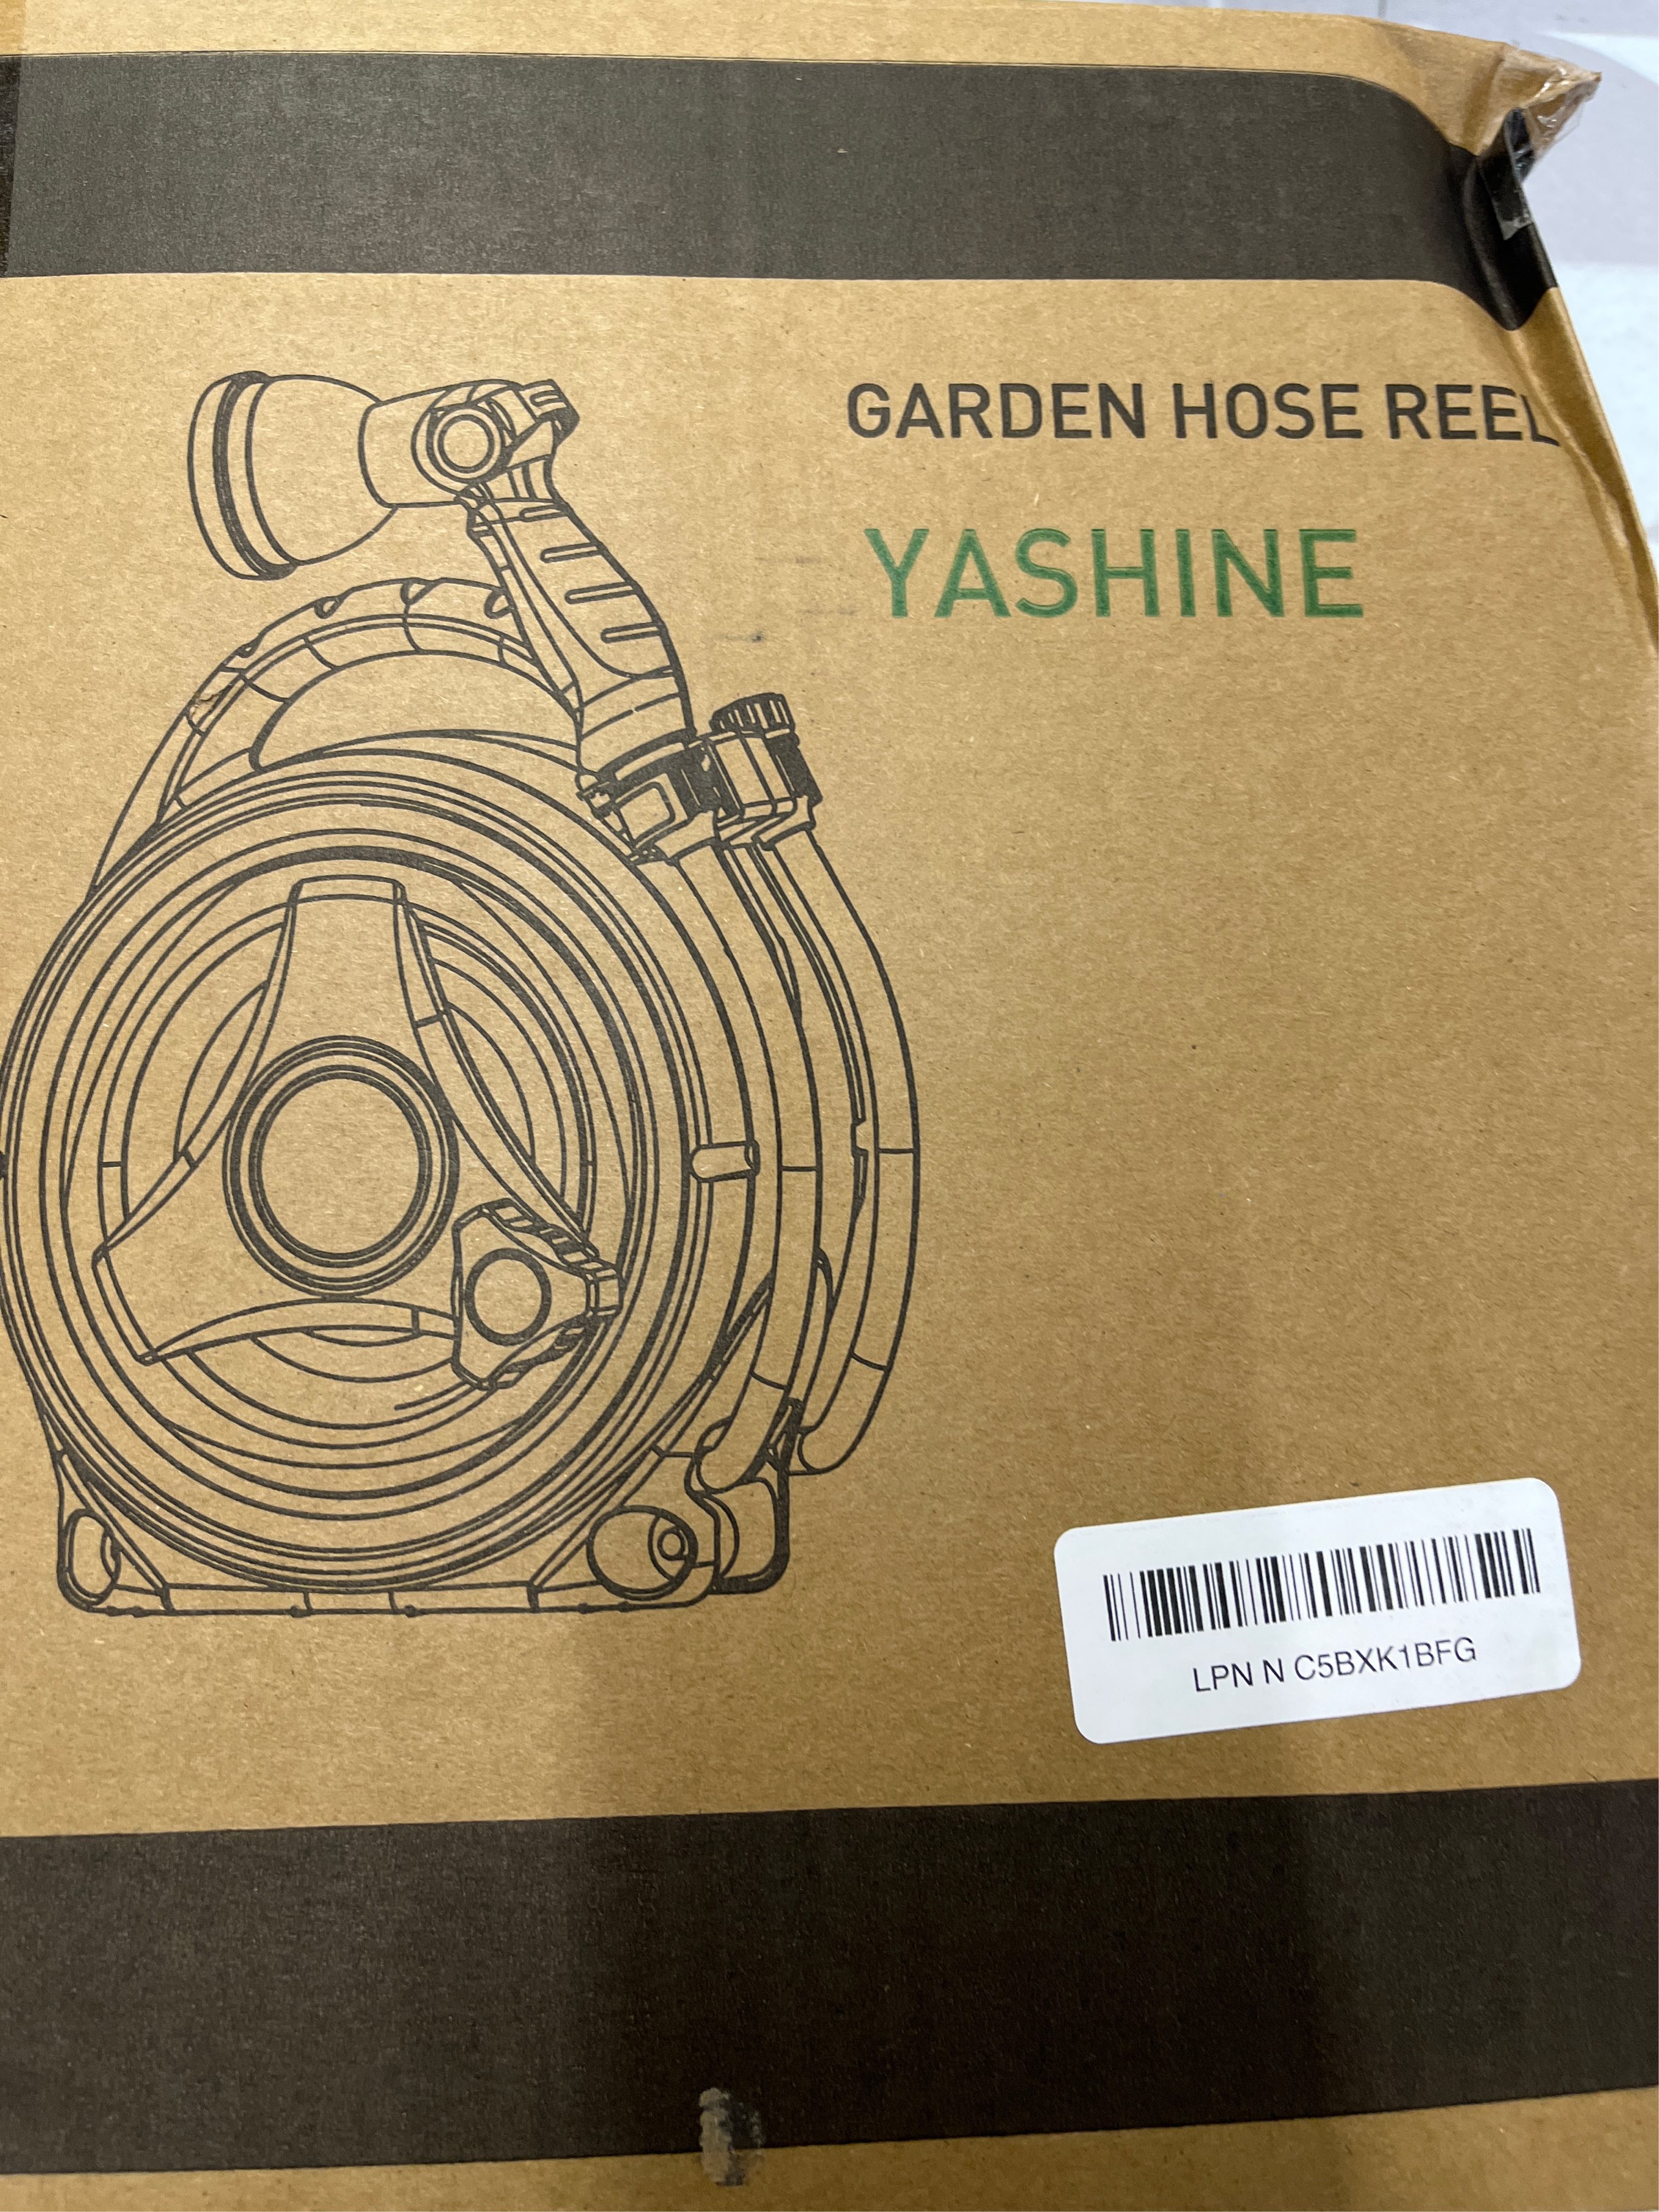 GARDEN HOSE REEL
YASHINE
LPN N C5BXK1BFG